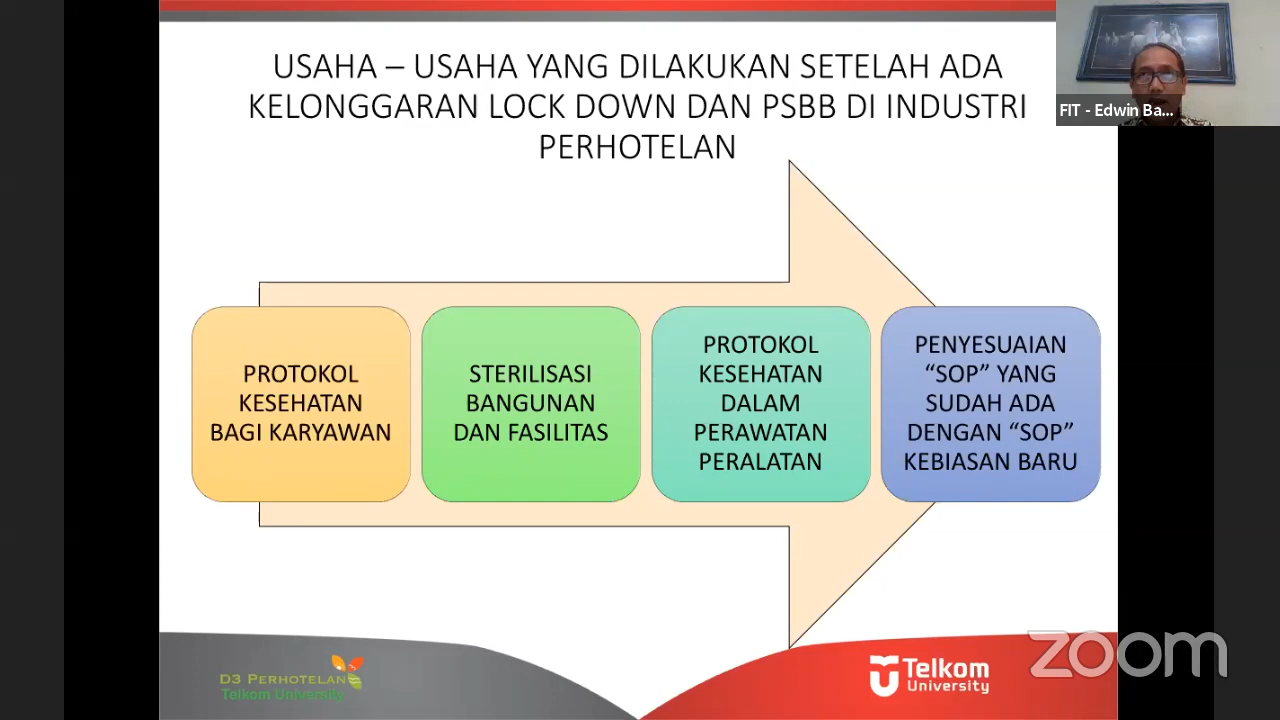 USAHA – USAHA YANG DILAKUKAN SETELAH ADA
KELONGGARAN LOCK DOWN DAN PSBB DI INDUSTRI
PERHOTELAN
FIT - Edwin Ba...
PROTOKOL
KESEHATAN
BAGI KARYAWAN
STERILISASI
BANGUNAN
DAN FASILITAS
PROTOKOL
KESEHATAN
DALAM
PERAWATAN
PERALATAN
PENYESUAIAN
“SOP” YANG
SUDAH ADA
DENGAN “SOP”
KEBIASAN BARU
D3 PERHOTELAN
Telkom University
Telkom
University
zoom